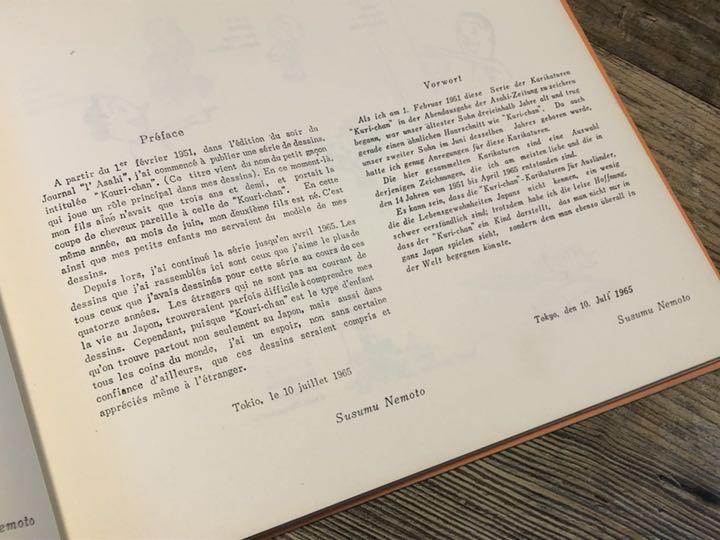 Préface
A partir du 1er février 1951, dans l'édition du soir du
Journal "l' Asahi", j'ai commencé à publier une série de dessins.
intitulée "Kouri-chan". (Ce titre vient du nom du petit garçon
qui joue un rôle principal dans mes dessins). En ce moment-là,
mon fils aîné n'avait que trois ans et demi, et portait la
coupe de cheveux pareille à celle de "Kouri-chan". En cette
même année, au mois de juin, mon deuxième fils est né. C'est
ainsi que mes petits enfants me servaient du modèle de mes
dessins.
Depuis lors, j'ai continué la série jusqu'en avril 1965. Les
dessins que j'ai rassemblés ici sont ceux que j'aime le plus de
tous ceux que j'avais dessinés pour cette série au cours de ces
quatorze années. Les étragers qui ne sont pas au courant de
la vie au Japon, trouveraient parfois difficile à comprendre mes
dessins. Cependant, puisque "Kouri-chan" est le type d'enfant
qu'on trouve partout non seulement au Japon, mais aussi dans
tous les coins du monde, j'ai un espoir, non sans certaine
confiance d'ailleurs, que ces dessins seraient compris et
appréciés même à l'étranger.
Tokio, le 10 juillet 1965
Susumu Nemoto
Vorwort
Als ich am 1. Februar 1951 diese Serie der Karikaturen
"Kuri-chan" in der Abendausgabe der Asahi-Zeitung zu zeichnen
begann, war unser ältester Sohn dreieinhalb Jahre alt und trug
gerade einen ähnlichen Haarschnitt wie "Kuri-chan". Da auch
unser zweiter Sohn im Juni desselben Jahres geboren wurde,
hatte ich genug Anregungen für diese Karikaturen.
Die hier gesammelten Karikaturen sind eine Auswahl
derjenigen Zeichnungen, die ich am meisten liebe und die in
den 14 Jahren von 1951 bis April 1965 entstanden sind.
Es kann sein, dass die "Kuri-chan"-Karikaturen für Ausländer,
die die Lebensgewohnheiten Japans nicht kennen, ein wenig
schwer verständlich sind; trotzdem habe ich die leise Hoffnung,
dass der "Kuri-chan" ein Kind darstellt, das man nicht nur in
ganz Japan spielen sieht, sondern dem man ebenso überall in
der Welt begegnen könnte.
Tokyo, den 10. Juli 1965
Susumu Nemoto
emoto